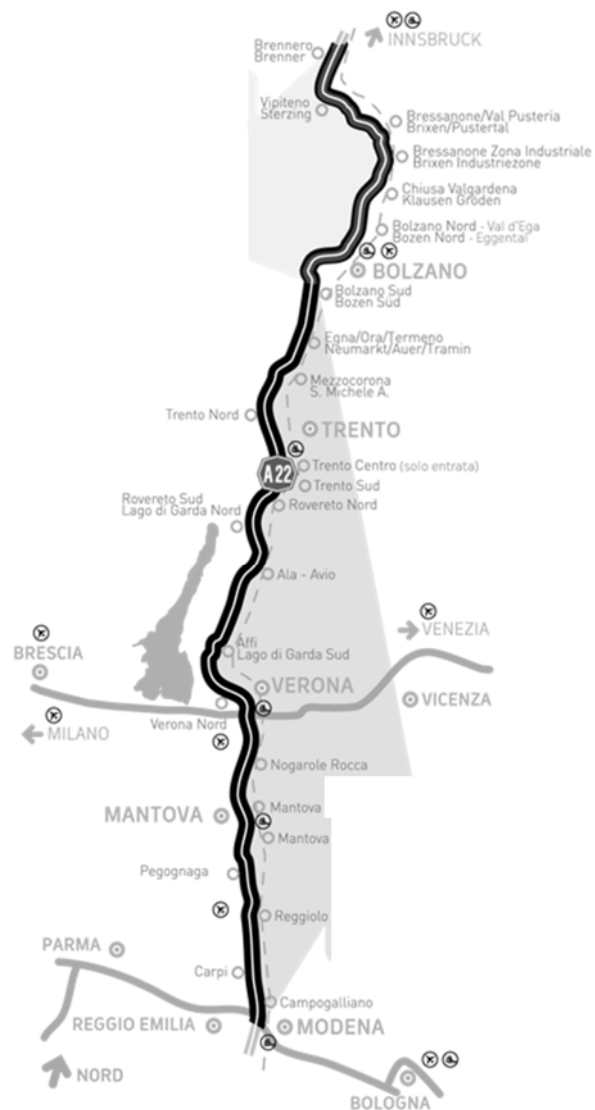 INNSBRUCK
Brennero
Brenner
Vipiteno
Sterzing
Bressanone/Val Pusteria
Brixen/Pustertal
Bressanone Zona Industriale
Brixen Industriezone
Chiusa Valgardena
Klausen Gröden
Bolzano Nord - Val d'Ega
Bozen Nord - Eggental
BOLZANO
Bolzano Sud
Bozen Süd
Egna/Ora/Termeno
Neumarkt/Auer/Tramin
Mezzocorona
S. Michele A.
Trento Nord
TRENTO
A22
Trento Centro (solo entrata)
Trento Sud
Rovereto Sud
Lago di Garda Nord
Rovereto Nord
Ala - Avio
VENEZIA
Affi
Lago di Garda Sud
BRESCIA
VERONA
VICENZA
Verona Nord
MILANO
Nogarole Rocca
MANTOVA
Mantova
Mantova
Pegognaga
Reggiolo
PARMA
Carpi
Campogalliano
REGGIO EMILIA
MODENA
NORD
BOLOGNA